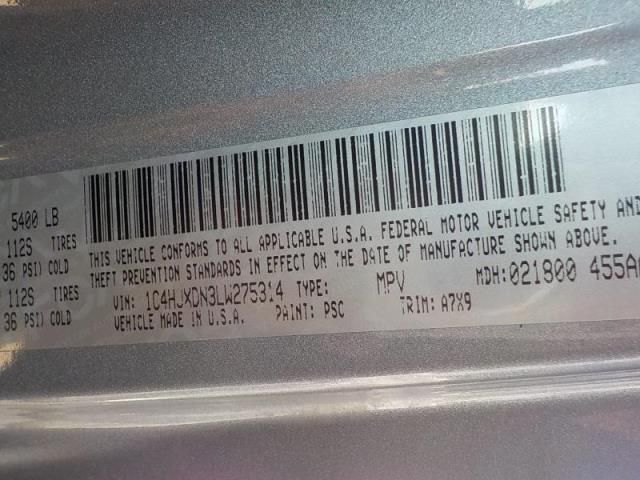 5400 LB
112S TIRES
36 PSI) COLD
112S TIRES
36 PSI) COLD
THIS VEHICLE CONFORMS TO ALL APPLICABLE U.S.A. FEDERAL MOTOR VEHICLE SAFETY AND
THEFT PREVENTION STANDARDS IN EFFECT ON THE DATE OF MANUFACTURE SHOWN ABOVE.
VIN: 1C4HJXDN3LW275314 TYPE: MPV MDH:021800 455A
VEHICLE MADE IN U.S.A. PAINT: PSC TRIM: A7X9